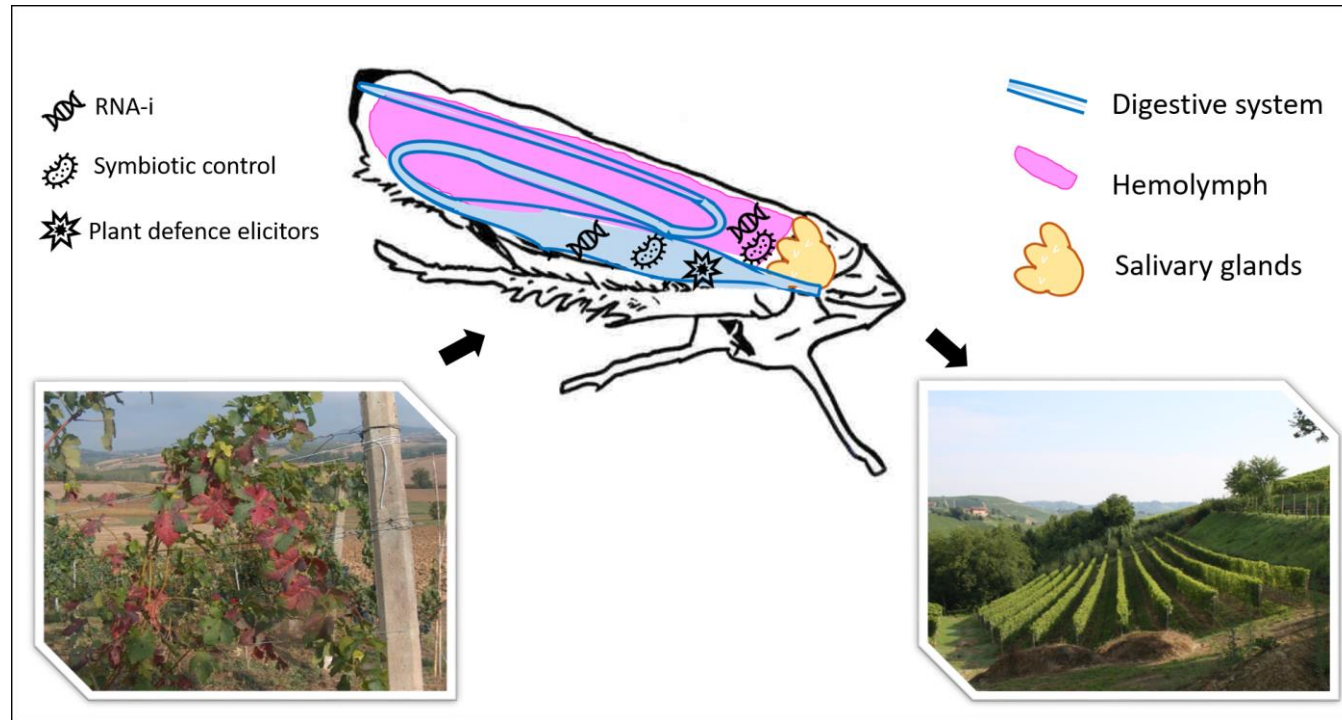 RNA-i
Symbiotic control
Plant defence elicitors
Digestive system
Hemolymph
Salivary glands